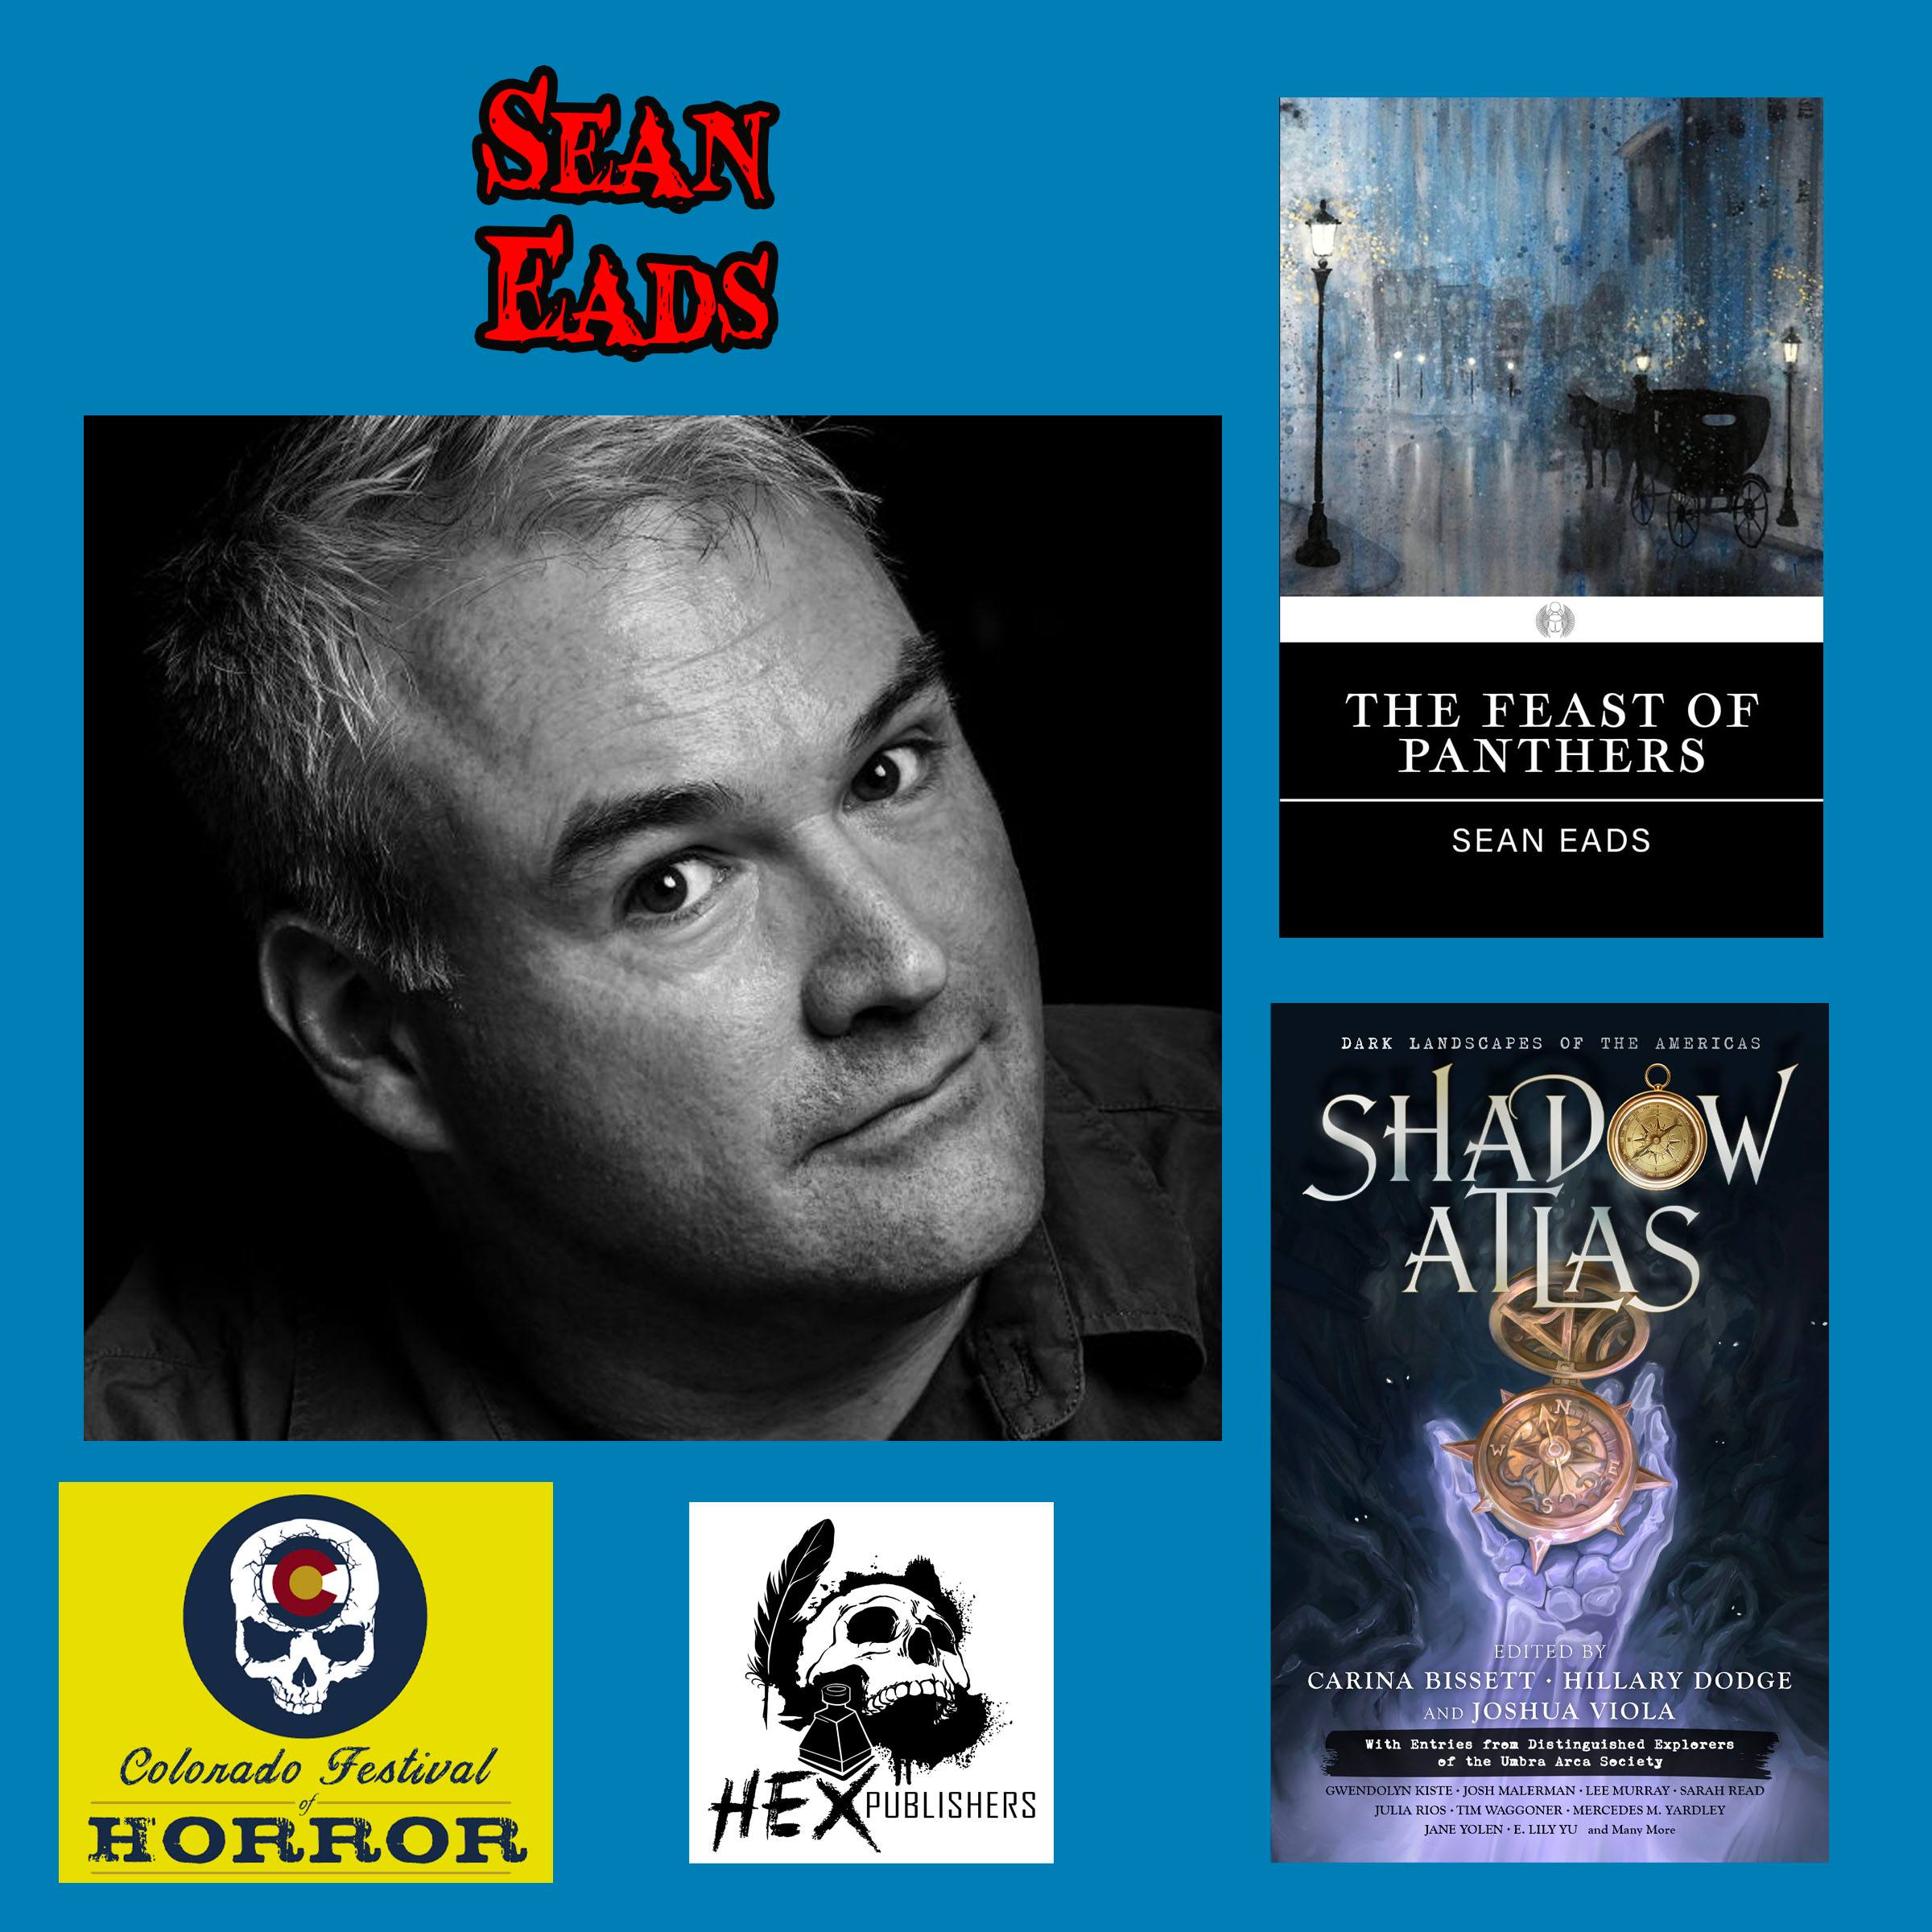 SEAN
EADS
THE FEAST OF
PANTHERS
SEAN EADS
DARK LANDSCAPES OF THE AMERICAS
SHADOW
ATLAS
N
W
E
S
EDITED BY
CARINA BISSETT · HILLARY DODGE
AND JOSHUA VIOLA
With Entries from Distinguished Explorers
of the Umbra Arca Society
GWENDOLYN KISTE · JOSH MALERMAN · LEE MURRAY · SARAH READ
JULIA RIOS · TIM WAGGONER · MERCEDES M. YARDLEY
JANE YOLEN · E. LILY YU and Many More
Colorado Festival
of
HORROR
HEX PUBLISHERS